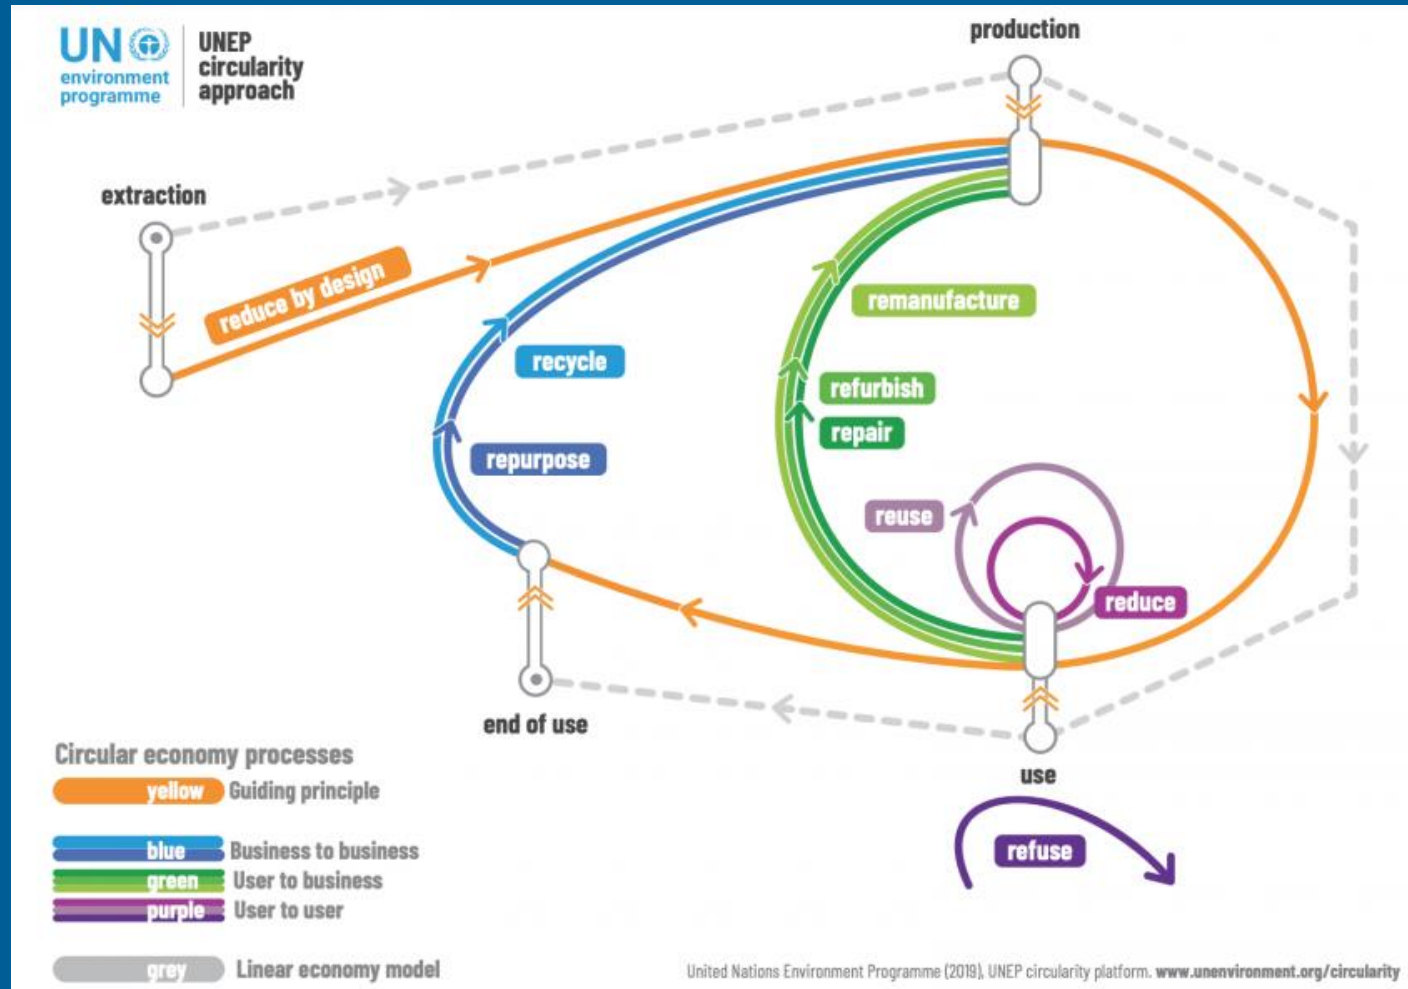 UN
environment
programme
UNEP
circularity
approach
production
extraction
reduce by design
remanufacture
recycle
refurbish
repair
repurpose
reuse
reduce
end of use
use
refuse
Circular economy processes
yellow Guiding principle
blue Business to business
green User to business
purple User to user
grey Linear economy model
United Nations Environment Programme (2019), UNEP circularity platform. www.unenvironment.org/circularity